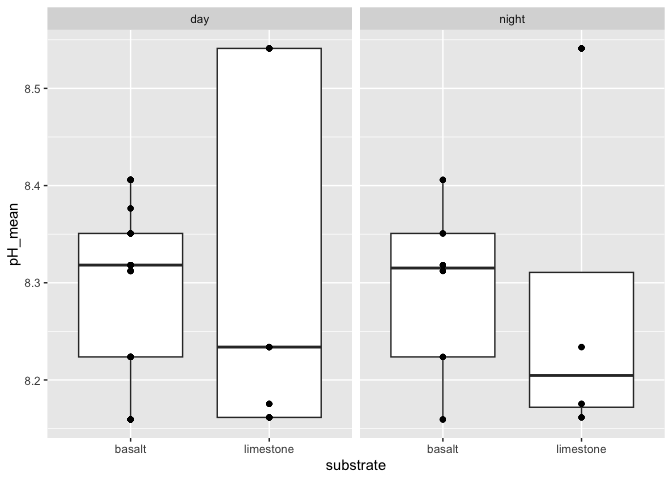 day
night
8.5
8.4
8.3
8.2
pH_mean
basalt
limestone
basalt
limestone
substrate